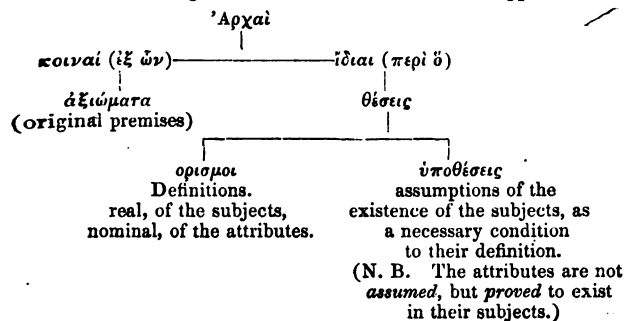 Ἀρχαὶ
κοιναί (ἐξ ὧν) ἴδιαι (περὶ ὅ)
ἀξιώματα θέσεις
(original premises)
ορισμοι ὑποθέσεις
Definitions. assumptions of the
real, of the subjects, existence of the subjects, as
nominal, of the attributes. a necessary condition
to their definition.
(N. B. The attributes are not
assumed, but proved to exist
in their subjects.)